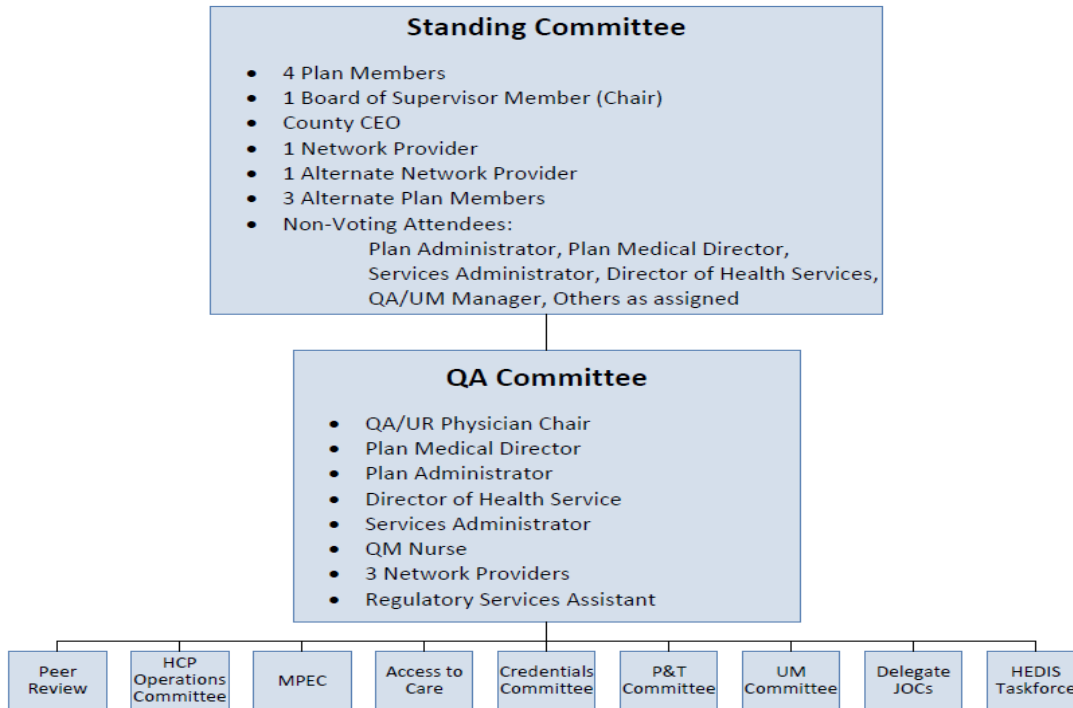 Standing Committee
• 4 Plan Members
• 1 Board of Supervisor Member (Chair)
• County CEO
• 1 Network Provider
• 1 Alternate Network Provider
• 3 Alternate Plan Members
• Non-Voting Attendees:
Plan Administrator, Plan Medical Director,
Services Administrator, Director of Health Services,
QA/UM Manager, Others as assigned
QA Committee
• QA/UR Physician Chair
• Plan Medical Director
• Plan Administrator
• Director of Health Service
• Services Administrator
• QM Nurse
• 3 Network Providers
• Regulatory Services Assistant
Peer
Review
HCP
Operations
Committee
MPEC
Access to
Care
Credentials
Committee
P&T
Committee
UM
Committee
Delegate
JOCs
HEDIS
Taskforce